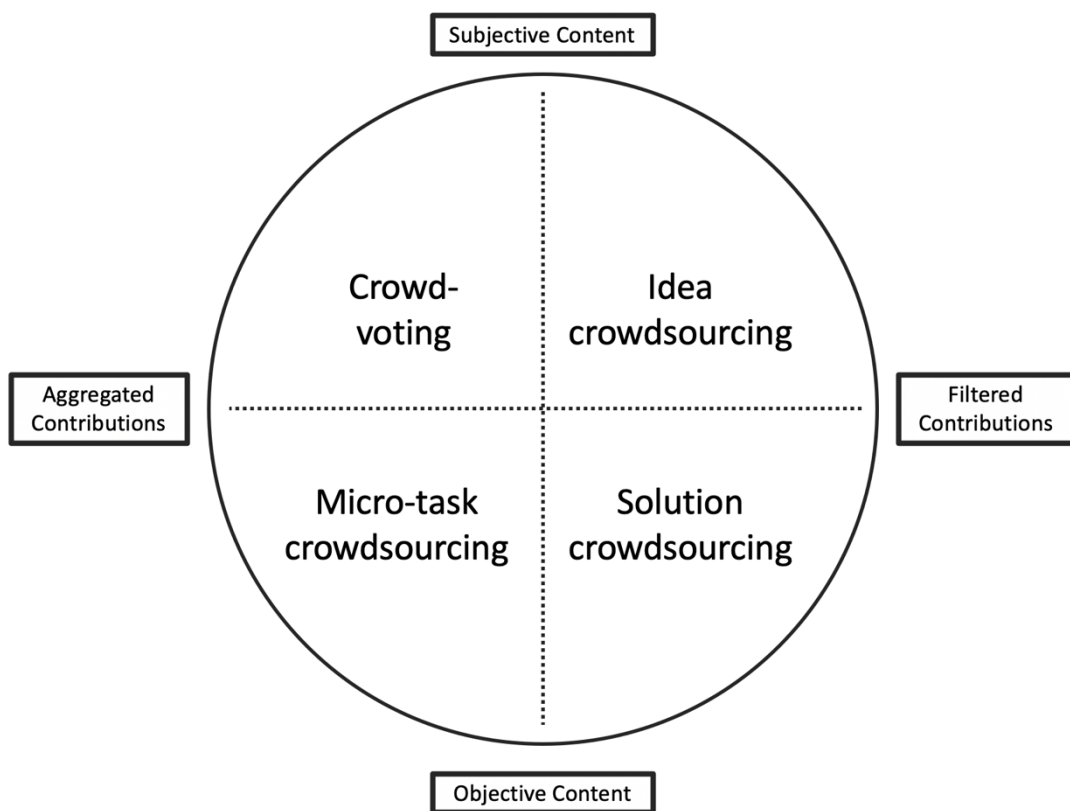 Subjective Content
Crowd-
voting
Idea
crowdsourcing
Aggregated
Contributions
Filtered
Contributions
Micro-task
crowdsourcing
Solution
crowdsourcing
Objective Content